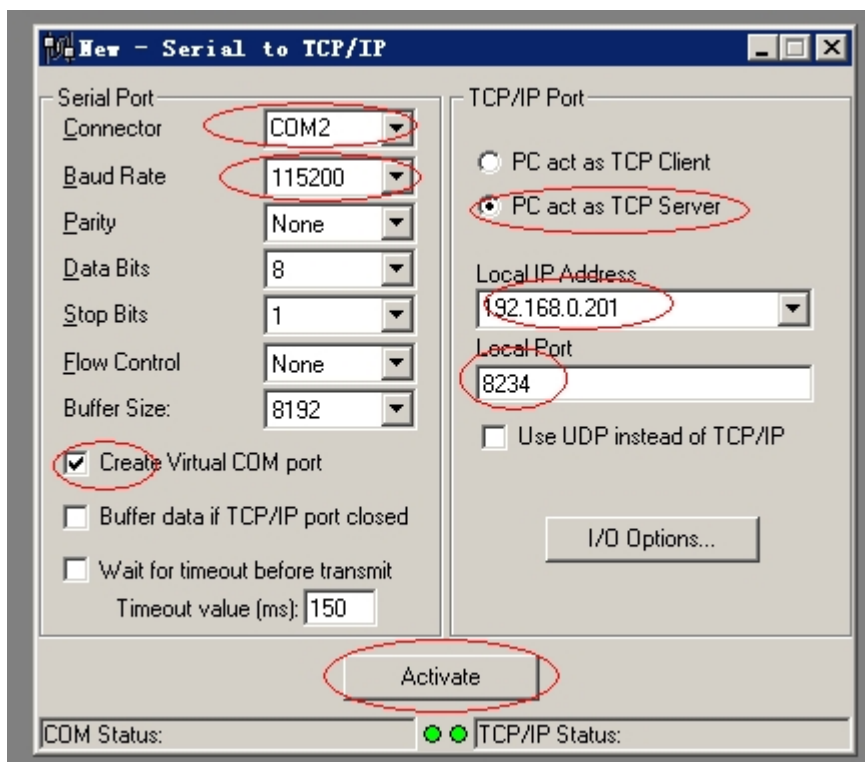 New - Serial to TCP/IP
Serial Port
Connector
COM2
Baud Rate
115200
Parity
None
Data Bits
8
Stop Bits
1
Flow Control
None
Buffer Size:
8192
Create Virtual COM port
Buffer data if TCP/IP port closed
Wait for timeout before transmit
Timeout value (ms): 150
TCP/IP Port
PC act as TCP Client
PC act as TCP Server
Local IP Address
192.168.0.201
Local Port
8234
Use UDP instead of TCP/IP
I/O Options...
Activate
COM Status:
TCP/IP Status: